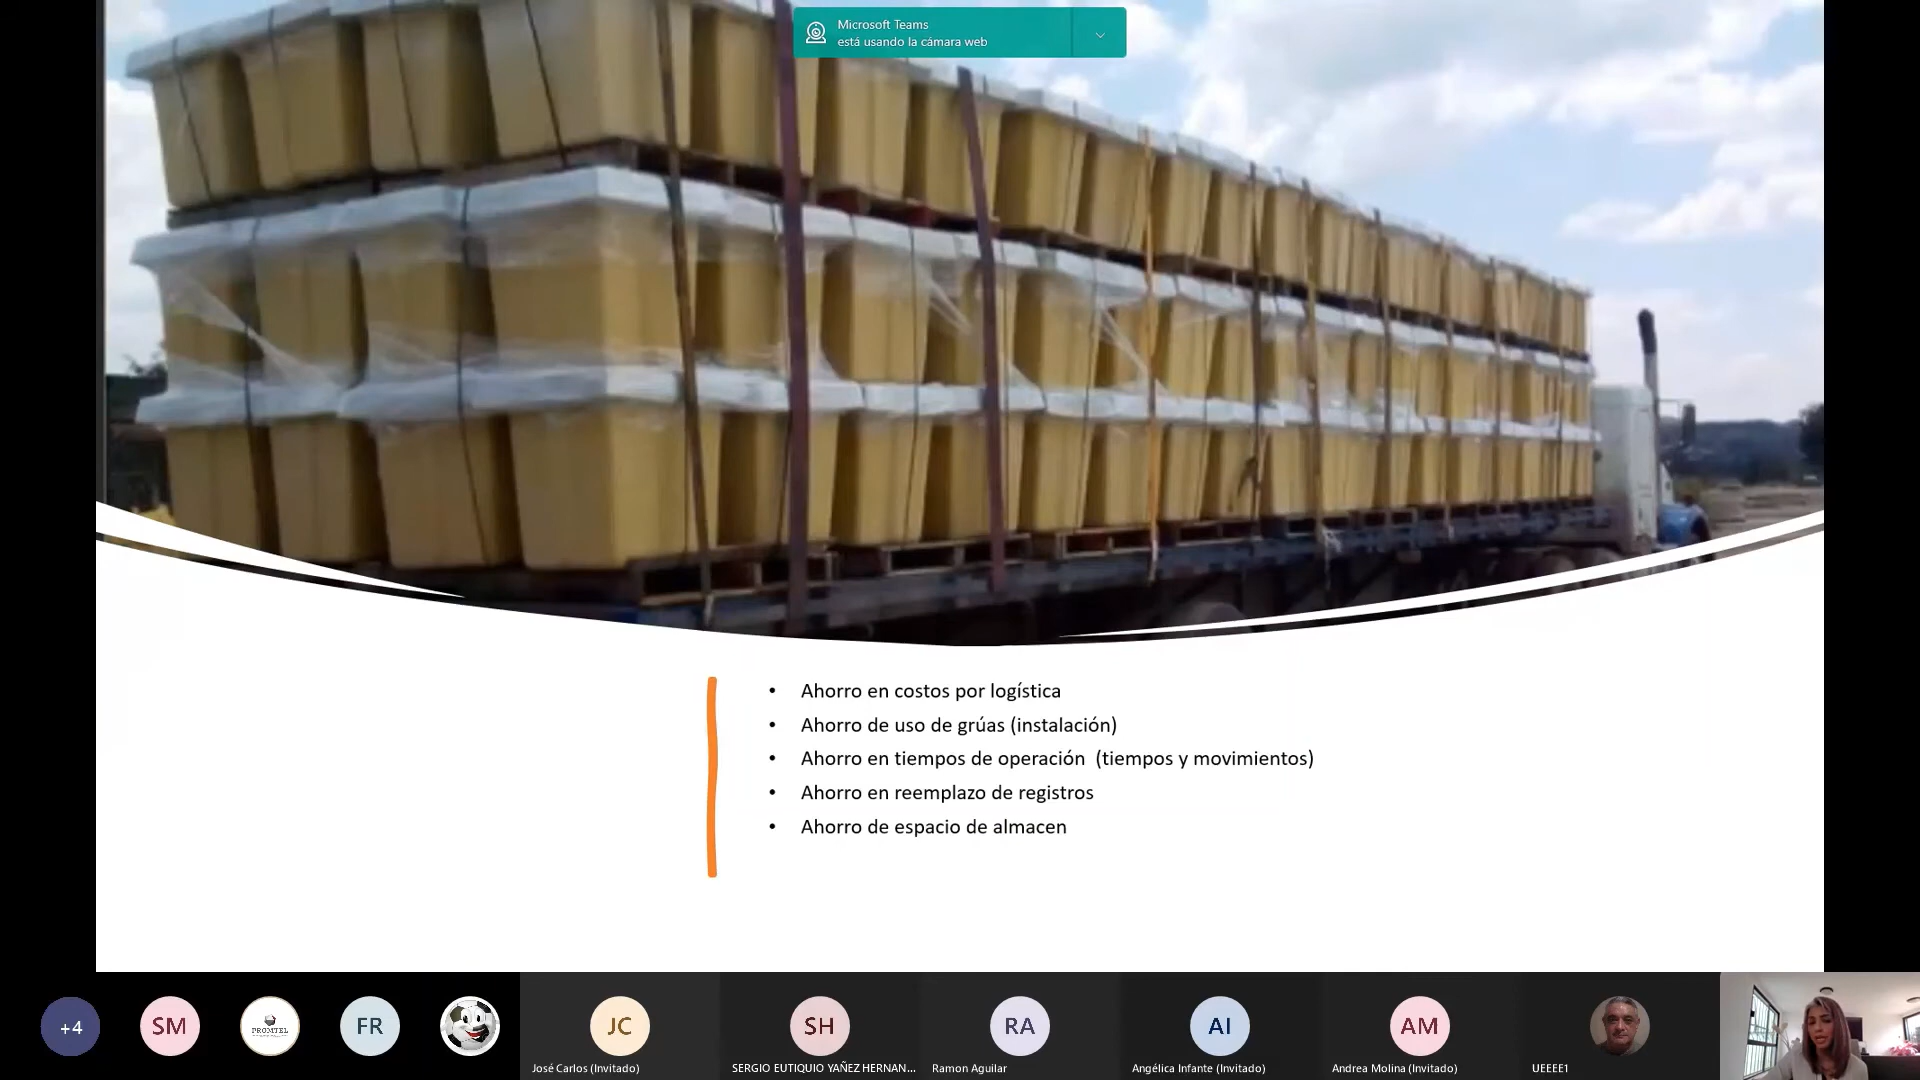 Microsoft Teams
está usando la cámara web
• Ahorro en costos por logística
• Ahorro de uso de grúas (instalación)
• Ahorro en tiempos de operación  (tiempos y movimientos)
• Ahorro en reemplazo de registros
• Ahorro de espacio de almacen
+4
SM
PROMTEL
FR
JC
SH
RA
AI
AM
José Carlos (Invitado)
SERGIO EUTIQUIO YAÑEZ HERNAN...
Ramon Aguilar
Angélica Infante (Invitado)
Andrea Molina (Invitado)
UEEEE1